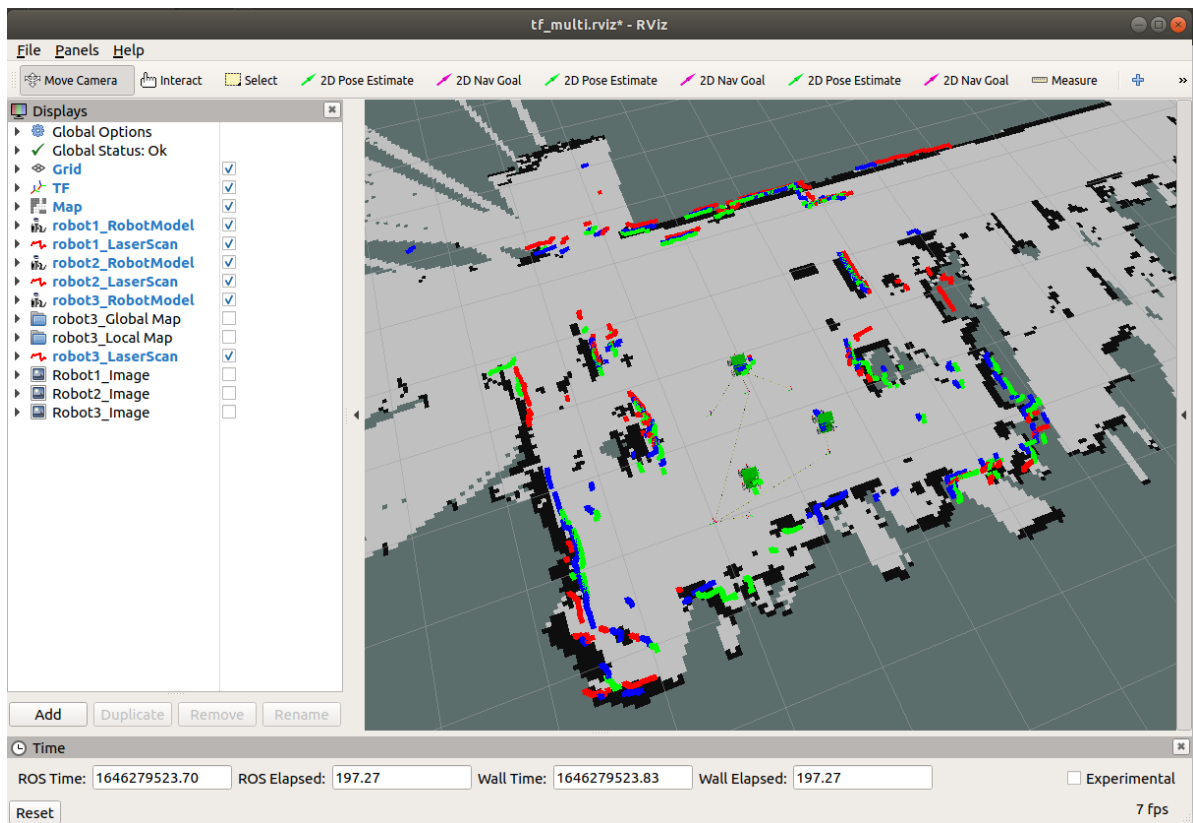 tf_multi.rviz* - RViz
File Panels Help
Move Camera Interact Select 2D Pose Estimate 2D Nav Goal 2D Pose Estimate 2D Nav Goal 2D Pose Estimate 2D Nav Goal Measure »
Displays
Global Options
Global Status: Ok
Grid
TF
Map
robot1_RobotModel
robot1_LaserScan
robot2_RobotModel
robot2_LaserScan
robot3_RobotModel
robot3_Global Map
robot3_Local Map
robot3_LaserScan
Robot1_Image
Robot2_Image
Robot3_Image
Add Duplicate Remove Rename
Time
ROS Time: 1646279523.70 ROS Elapsed: 197.27 Wall Time: 1646279523.83 Wall Elapsed: 197.27 Experimental
Reset 7 fps